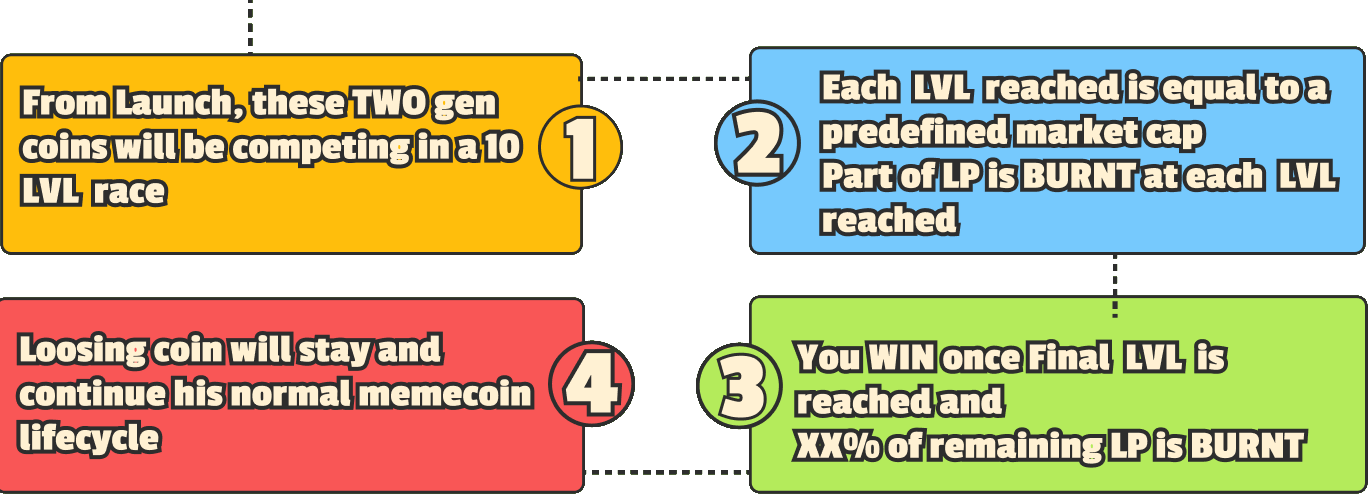 From Launch, these TWO gen
coins will be competing in a 10
LVL race
1
2
Each LVL reached is equal to a
predefined market cap
Part of LP is BURNT at each LVL
reached
3
You WIN once Final LVL is
reached and
XX% of remaining LP is BURNT
Loosing coin will stay and
continue his normal memecoin
lifecycle
4